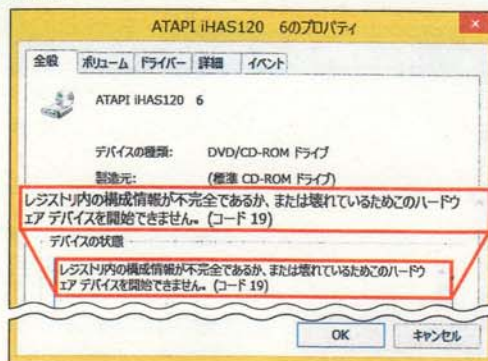 ATAPI iHAS120 6のプロパティ
全般 ボリューム ドライバー 詳細 イベント
ATAPI iHAS120 6
デバイスの種類: DVD/CD-ROM ドライブ
製造元: (標準 CD-ROM ドライブ)
レジストリ内の構成情報が不完全であるか、または壊れているためこのハードウ
ェア デバイスを開始できません。(コード 19)
デバイスの状態
レジストリ内の構成情報が不完全であるか、または壊れているためこのハードウ
ェア デバイスを開始できません。(コード 19)
OK キャンセル